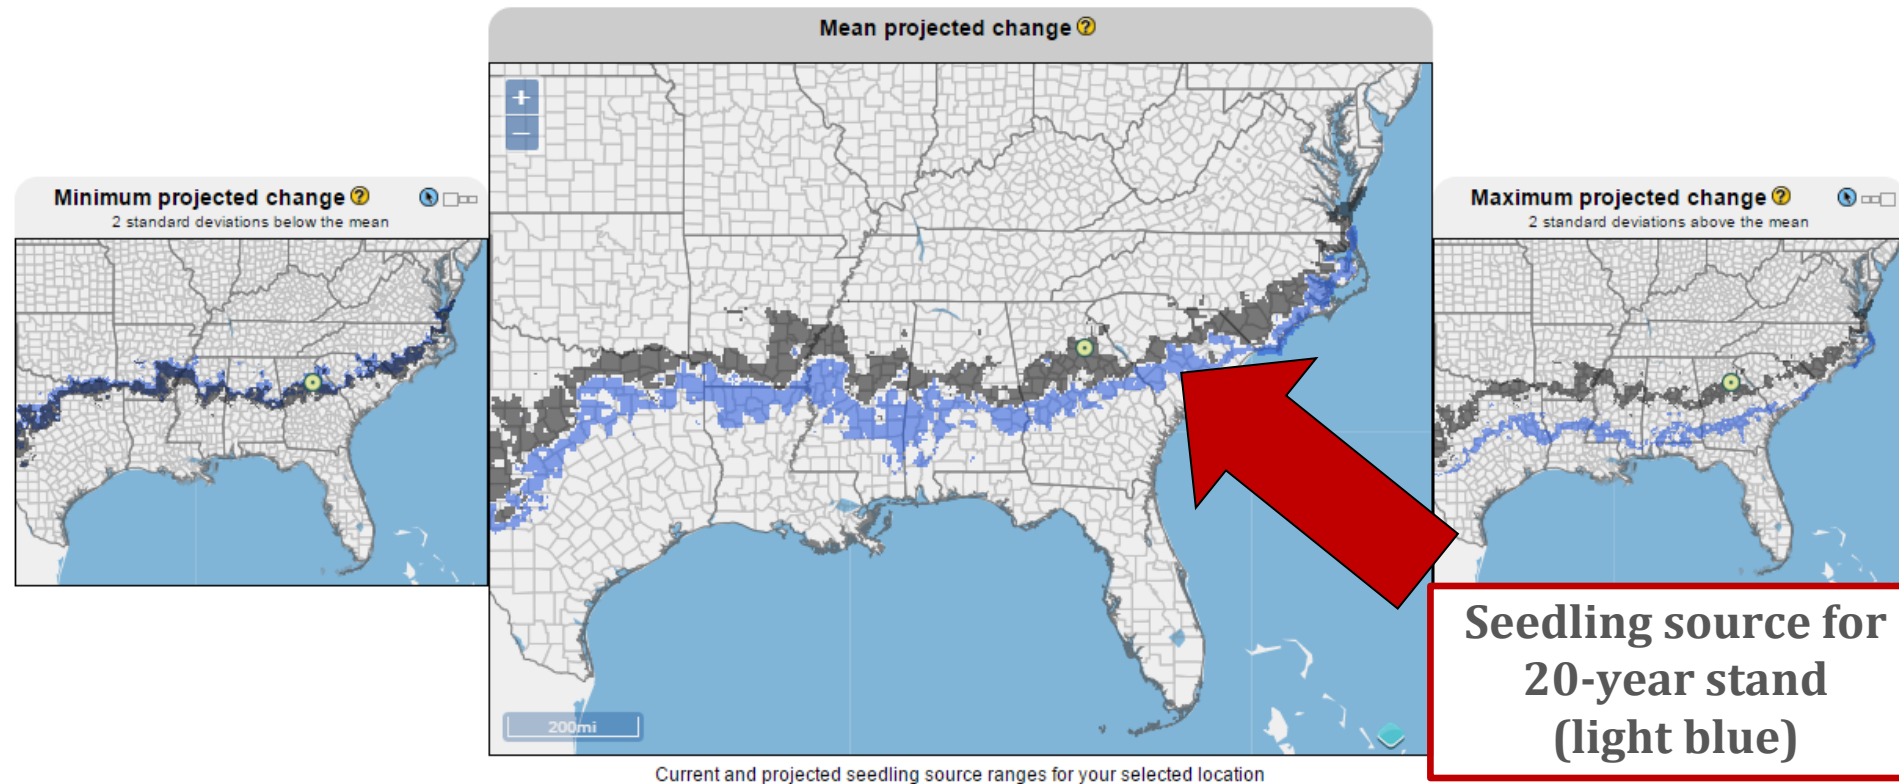 Mean projected change ?
+
−
Minimum projected change ?
2 standard deviations below the mean
Maximum projected change ?
2 standard deviations above the mean
200mi
Seedling source for
20-year stand
(light blue)
Current and projected seedling source ranges for your selected location